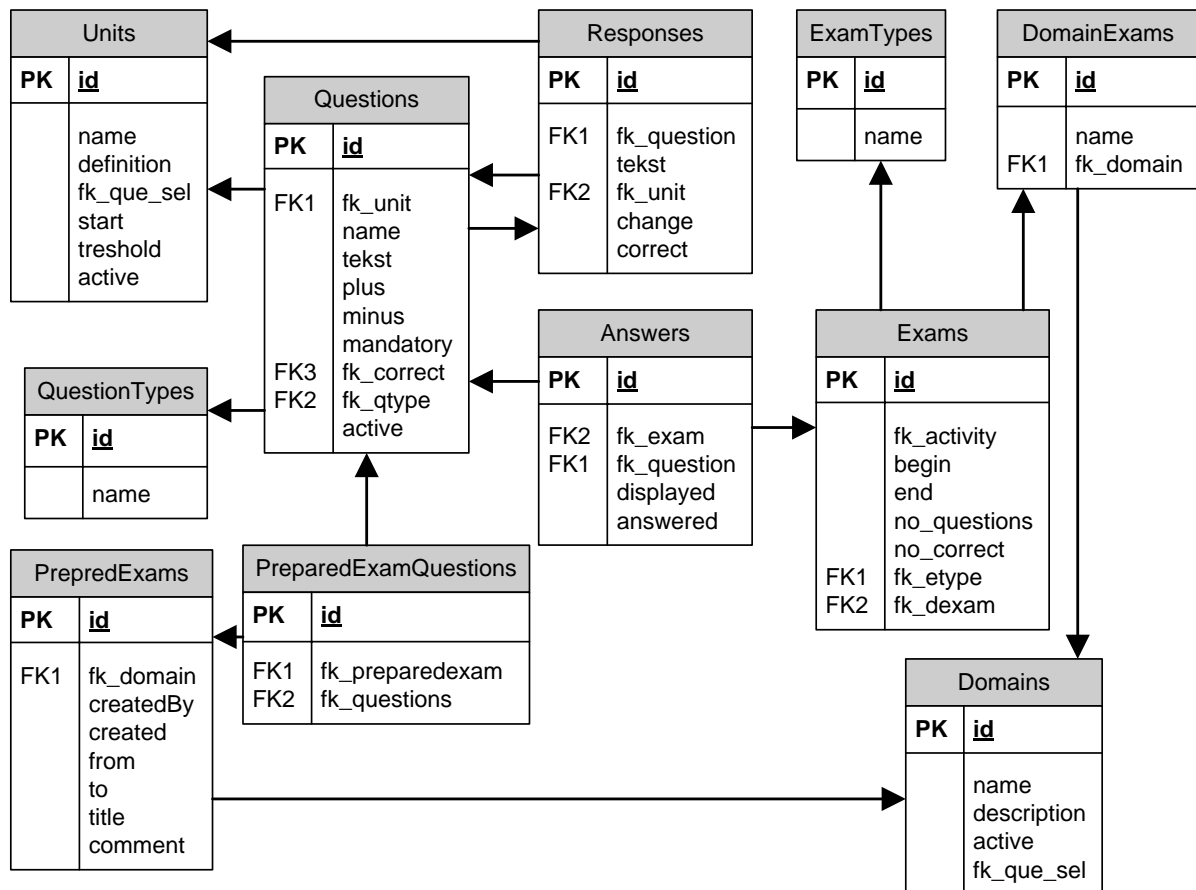 Units
PK id
name
definition
fk_que_sel
start
treshold
active
Questions
PK id
FK1 fk_unit
name
tekst
plus
minus
mandatory
FK3 fk_correct
FK2 fk_qtype
active
Responses
PK id
FK1 fk_question
tekst
FK2 fk_unit
change
correct
ExamTypes
PK id
name
DomainExams
PK id
name
FK1 fk_domain
QuestionTypes
PK id
name
Answers
PK id
FK2 fk_exam
FK1 fk_question
displayed
answered
Exams
PK id
fk_activity
begin
end
no_questions
no_correct
FK1 fk_etype
FK2 fk_dexam
PrepredExams
PK id
FK1 fk_domain
createdBy
created
from
to
title
comment
PreparedExamQuestions
PK id
FK1 fk_preparedexam
FK2 fk_questions
Domains
PK id
name
description
active
fk_que_sel